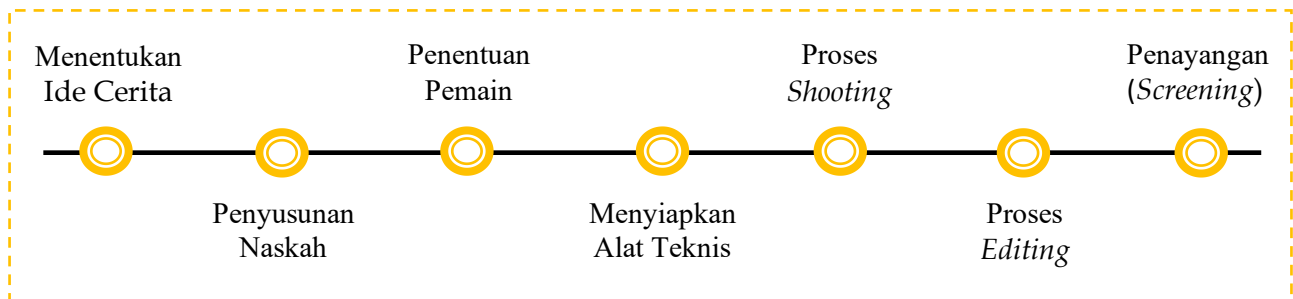 Menentukan
Ide Cerita
Penyusunan
Naskah
Penentuan
Pemain
Menyiapkan
Alat Teknis
Proses
Shooting
Proses
Editing
Penayangan
(Screening)